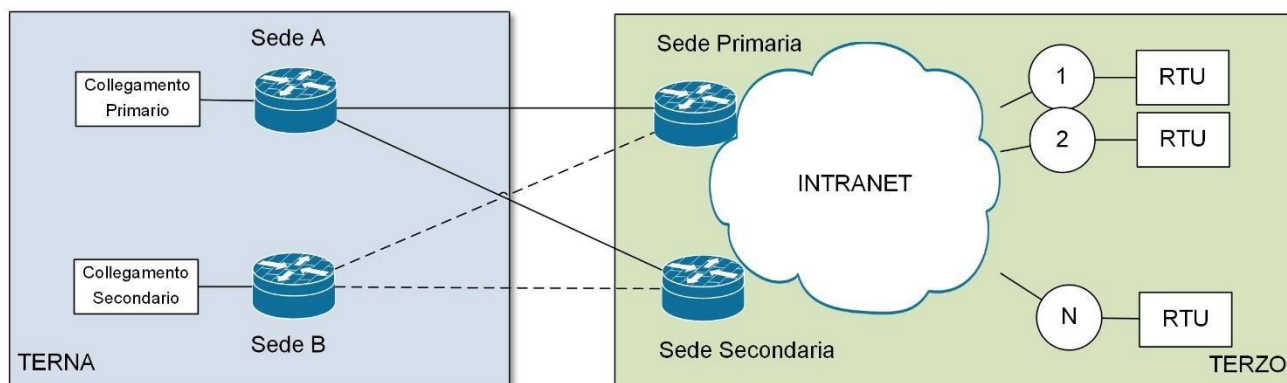 Sede A
Collegamento
Primario
Collegamento
Secondario
Sede B
TERNA
Sede Primaria
INTRANET
Sede Secondaria
1
RTU
2
RTU
N
RTU
TERZO